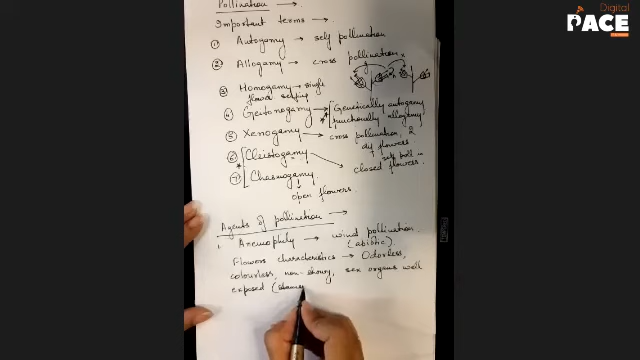 Digital
PACE
Pollination →
Important terms →
① Autogamy → self pollination
② Allogamy → cross pollination
③ Homogamy → single
flower
④ Geitonogamy → Genetically autogamy
functionally allogamy
⑤ Xenogamy → cross pollination, 2
diff flowers
⑥ Cleistogamy → closed flowers.
self poll n
⑦ Chasmogamy
↓
open flowers.
Agents of pollination →
1. Anemophily → wind pollination
(abiotic)
Flowers characteristics → Odorless,
colourless, non-showy, sex organs well
exposed (stamen